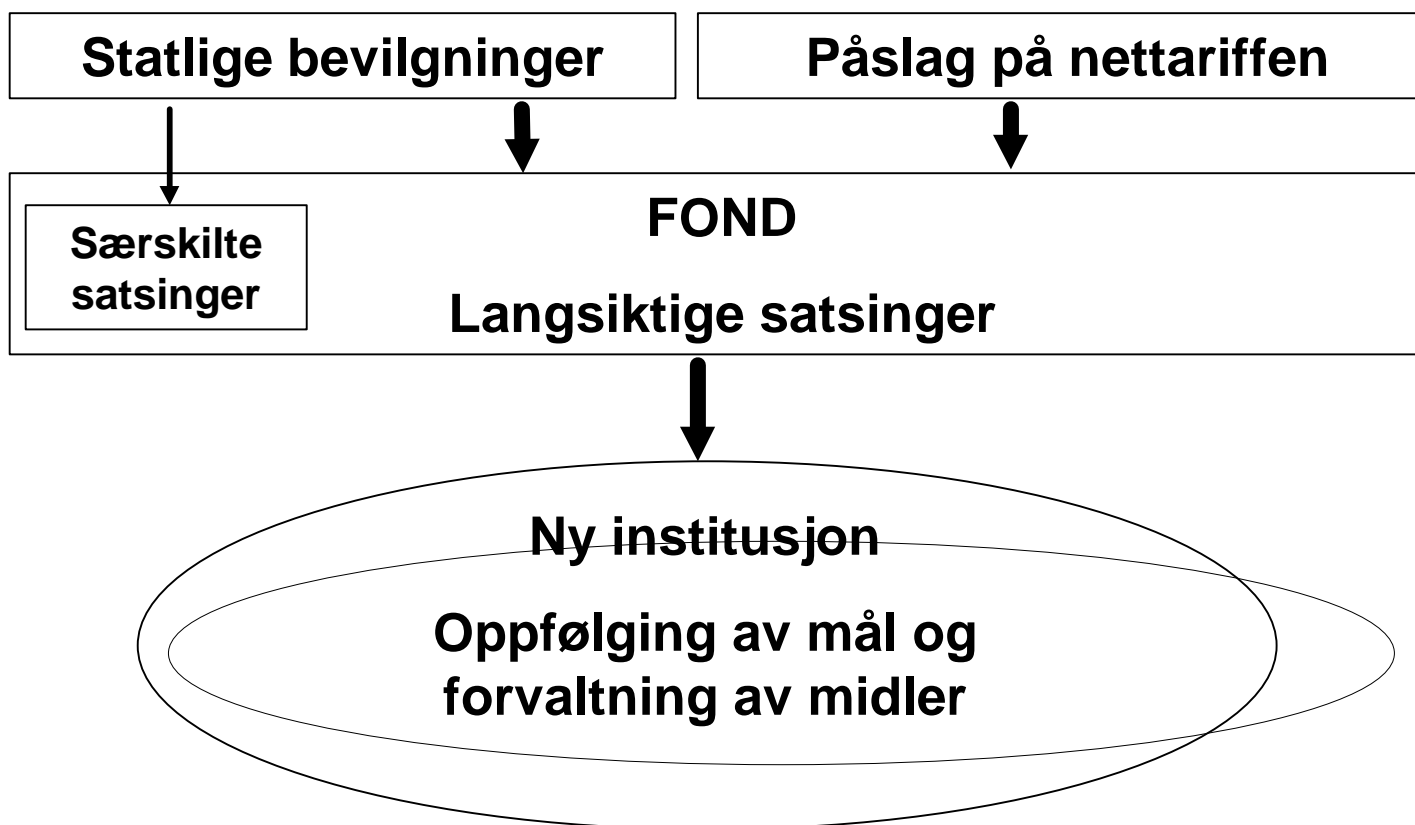 Statlige bevilgninger
Påslag på nettariffen
FOND
Særskilte
satsinger
Langsiktige satsinger
Ny institusjon
Oppfølging av mål og
forvaltning av midler